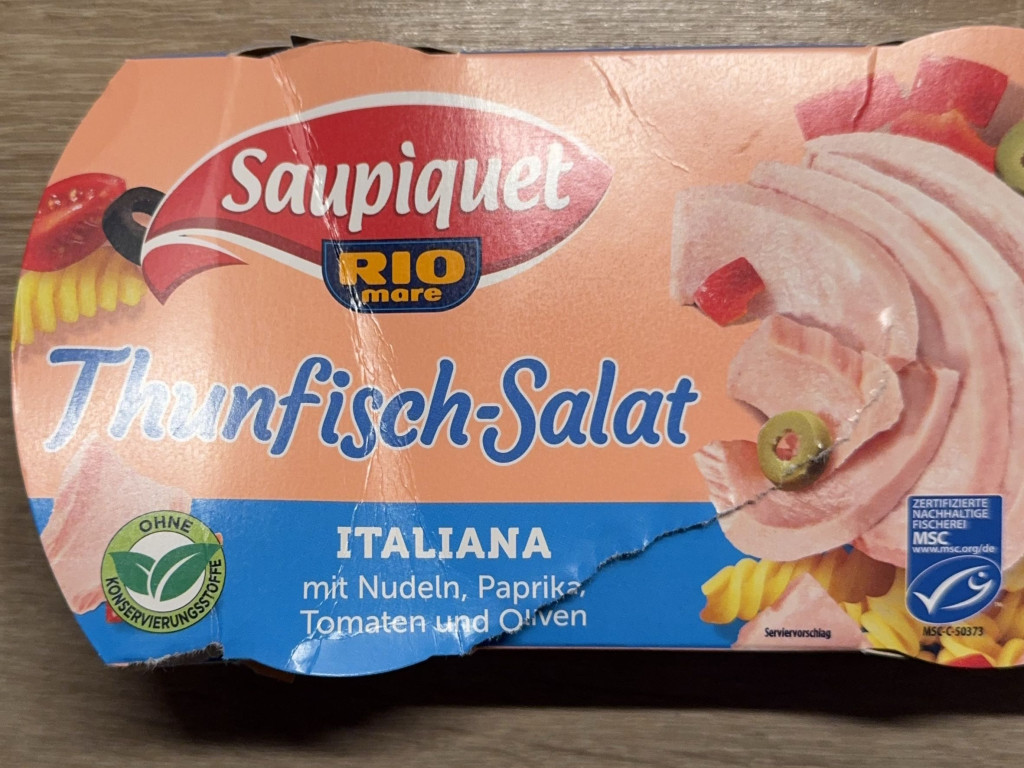 Saupiquet
RIO
mare
Thunfisch-Salat
OHNE
KONSERVIERUNGSSTOFFE
ITALIANA
mit Nudeln, Paprika,
Tomaten und Oliven
Serviervorschlag
ZERTIFIZIERTE
NACHHALTIGE
FISCHEREI
MSC
www.msc.org/de
MSC-C-50373